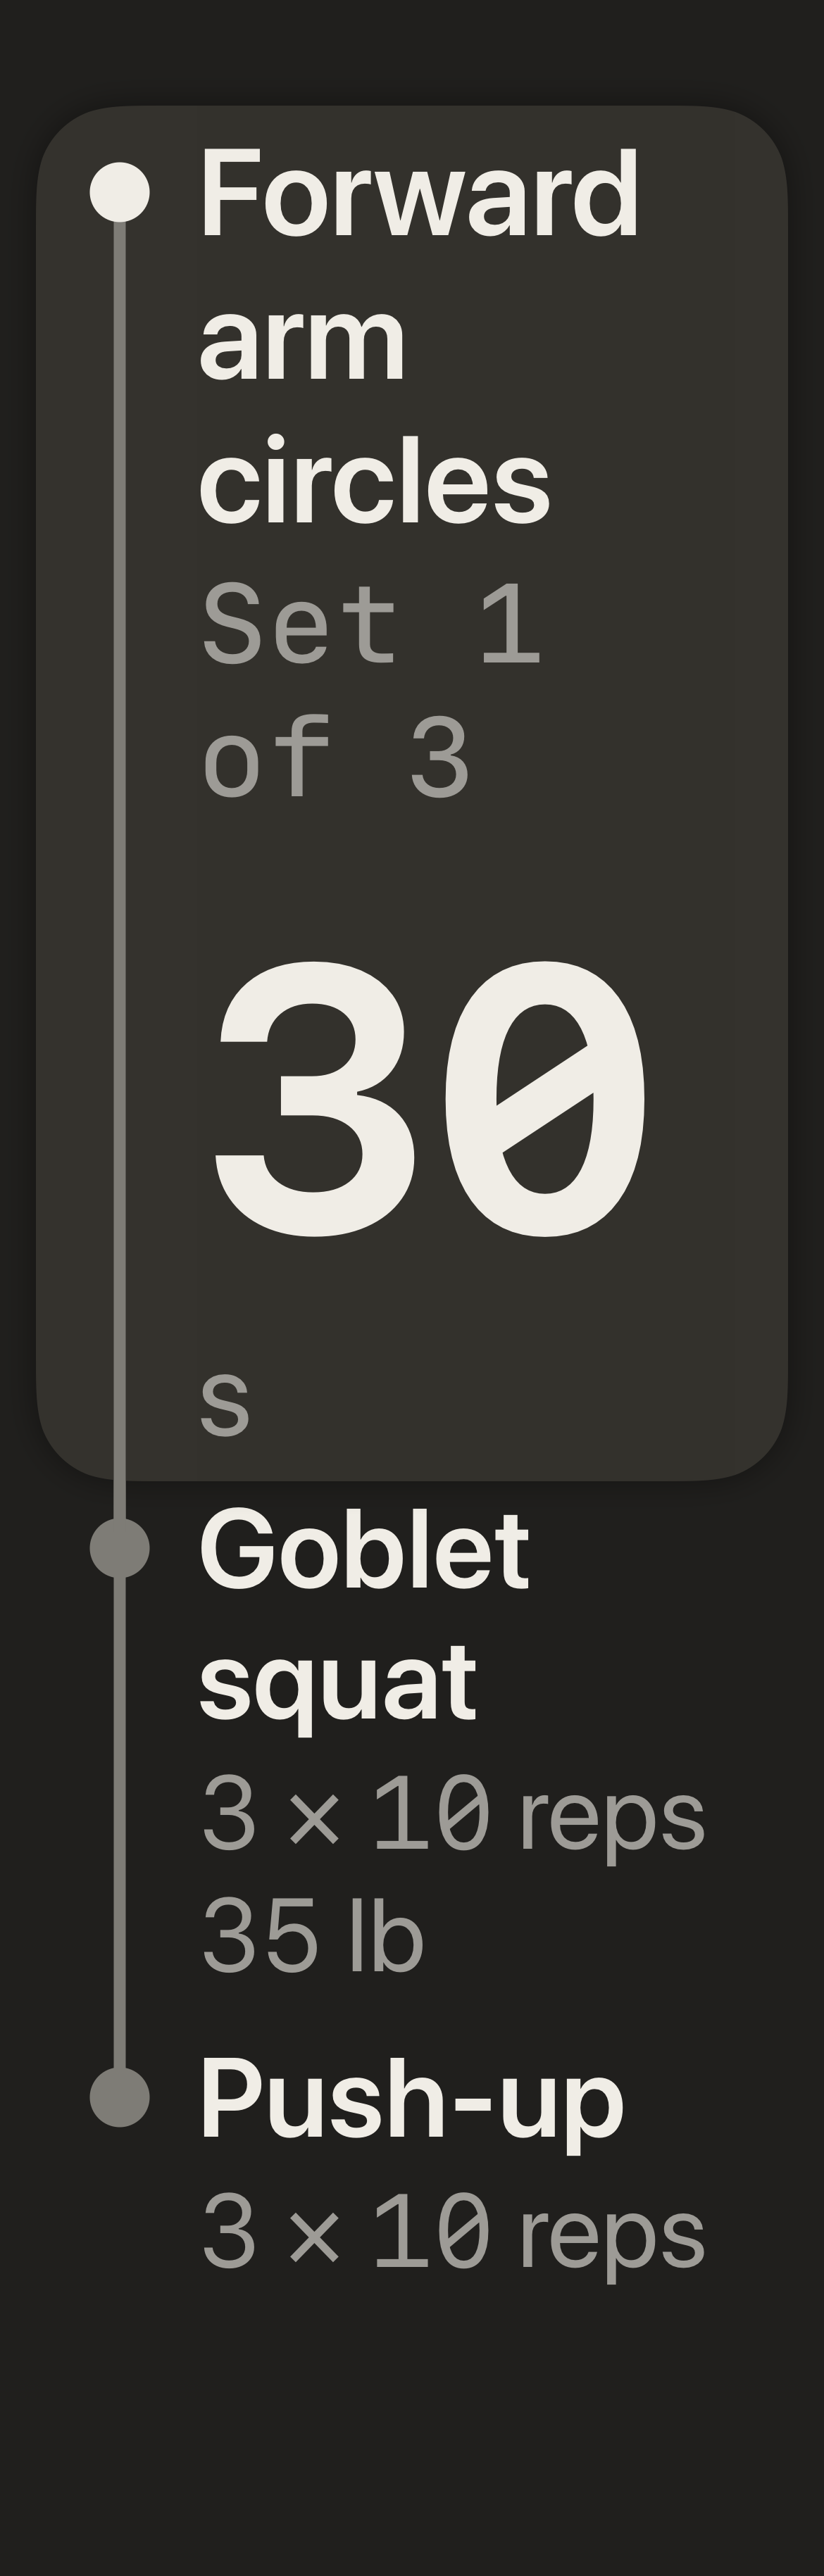 Forward
arm
circles
Set 1
of 3
30
s
Goblet
squat
3 × 10 reps
35 lb
Push-up
3 × 10 reps